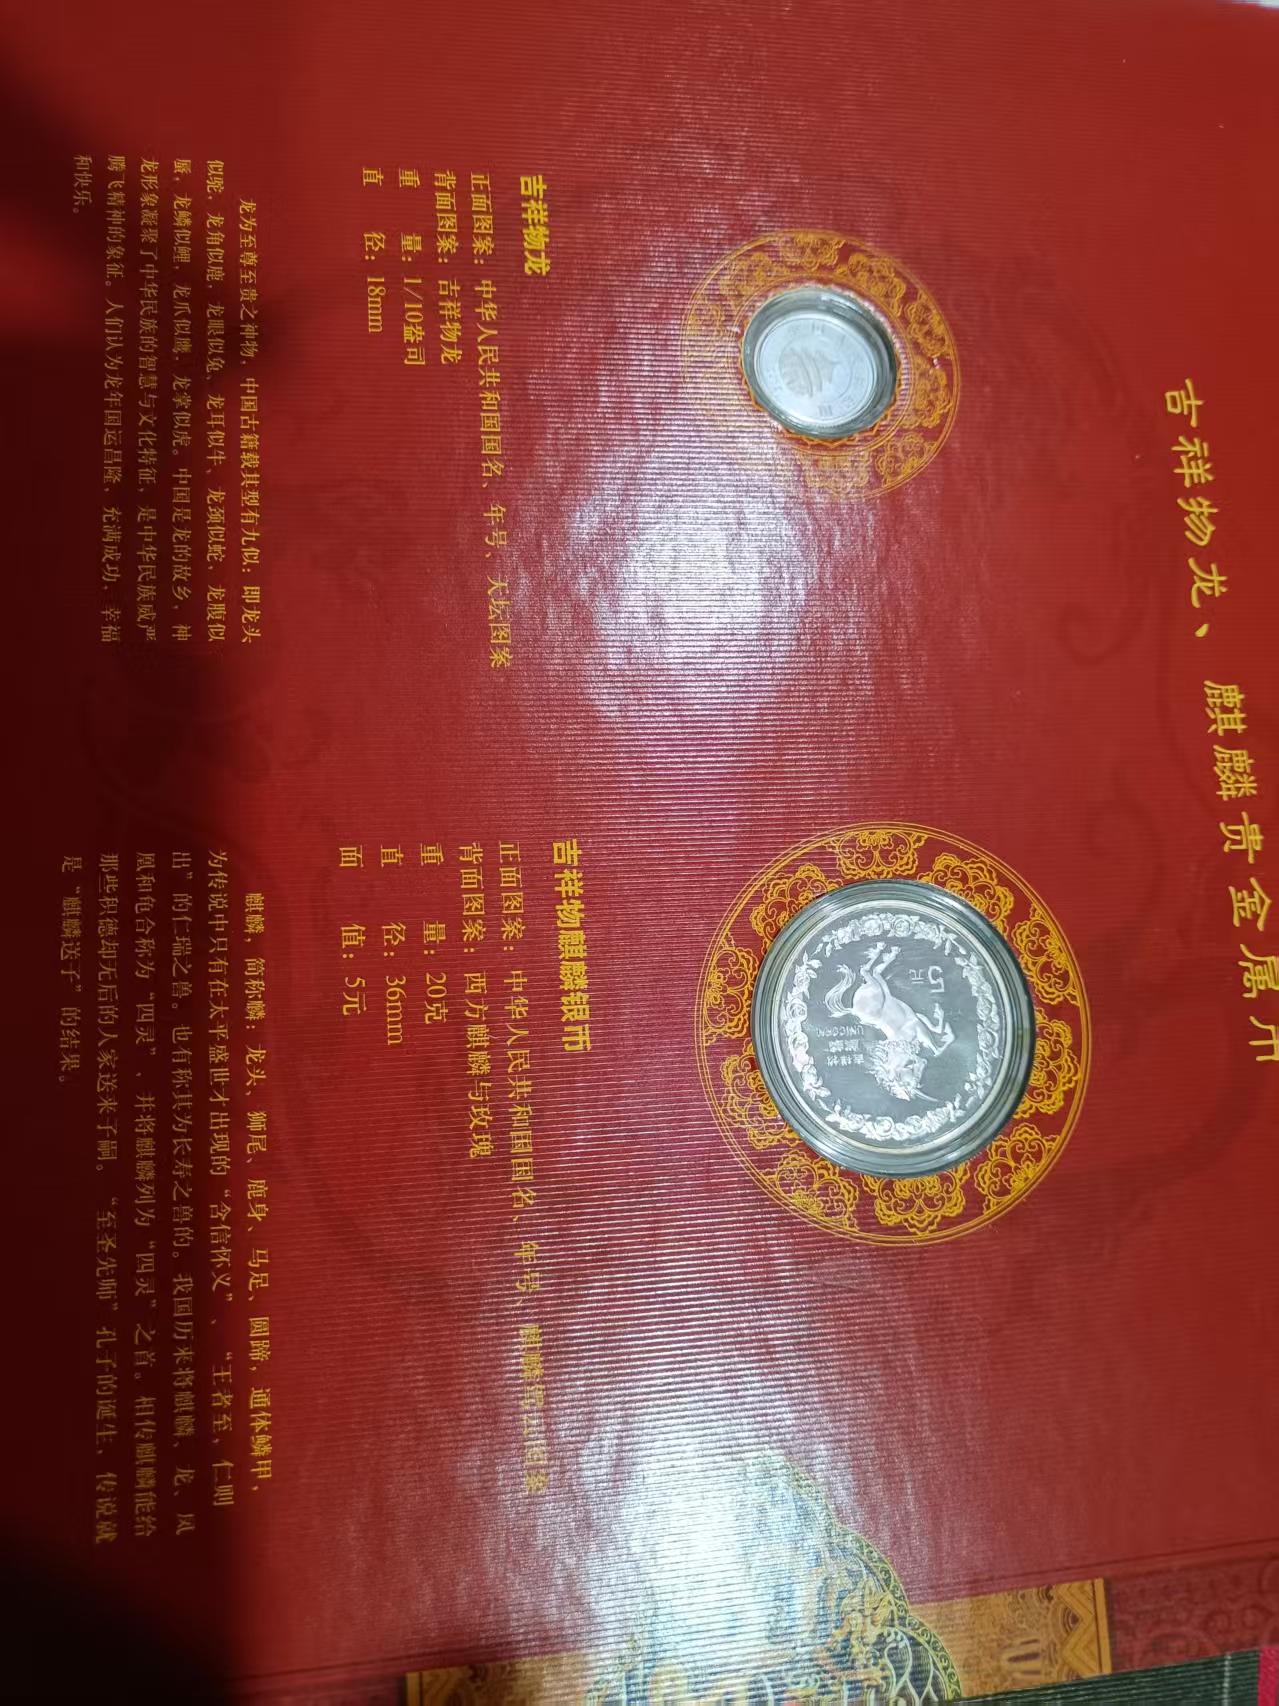 吉祥物龙、麒麟贵金属币
5元
UNICORN
吉祥物
麒麟
吉祥物龙
正面图案：中华人民共和国国名、年号、天坛图案
背面图案：吉祥物龙
重 量：1/10盎司
直 径：18mm
龙为至尊至贵之神物，中国古籍载其型有九似：即龙头
似驼，龙角似鹿，龙眼似兔、龙耳似牛、龙颈似蛇，龙腹似
蜃，龙鳞似鲤，龙爪似鹰，龙掌似虎。中国是龙的故乡，神
龙形象凝聚了中华民族的智慧与文化特征，是中华民族威严
腾飞精神的象征。人们认为龙年国运昌隆、充满成功、幸福
和快乐。
吉祥物麒麟银币
正面图案：中华人民共和国国名、年号、麒麟驾云图案
背面图案：西方麒麟与玫瑰
重 量：20克
直 径：36mm
面 值：5元
麒麟，简称麟：龙头、狮尾、鹿身、马足、圆蹄，通体鳞甲，
为传说中只有在太平盛世才出现的“含信怀义”、“王者至，仁则
出”的仁瑞之兽。也有称其为长寿之兽的。我国历来将麒麟、龙、凤
凰和龟合称为“四灵”，并将麒麟列为“四灵”之首。相传麒麟能给
那些积德却无后的人家送来子嗣。“至圣先师”孔子的诞生，传说就
是“麒麟送子”的结果。